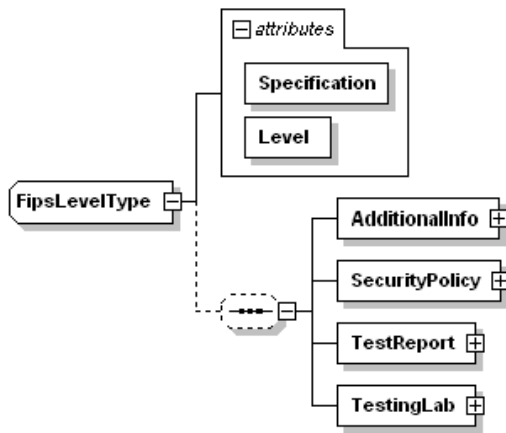 attributes
Specification
Level
FipsLevelType
AdditionalInfo
SecurityPolicy
TestReport
TestingLab